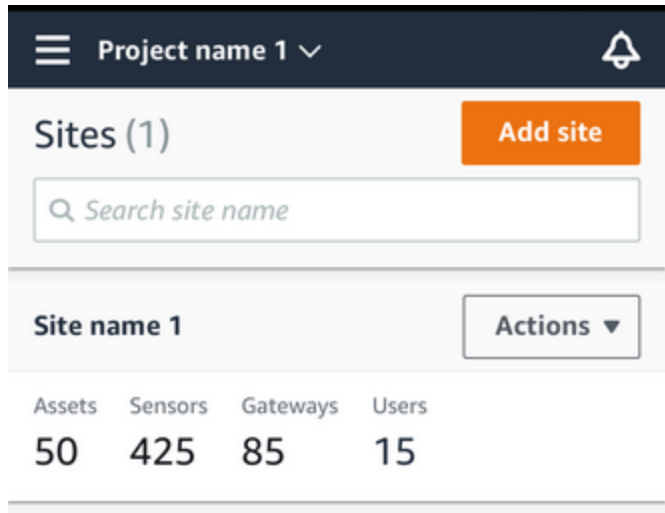 Project name 1
Sites (1)
Add site
Search site name
Site name 1
Actions
Assets Sensors Gateways Users
50 425 85 15